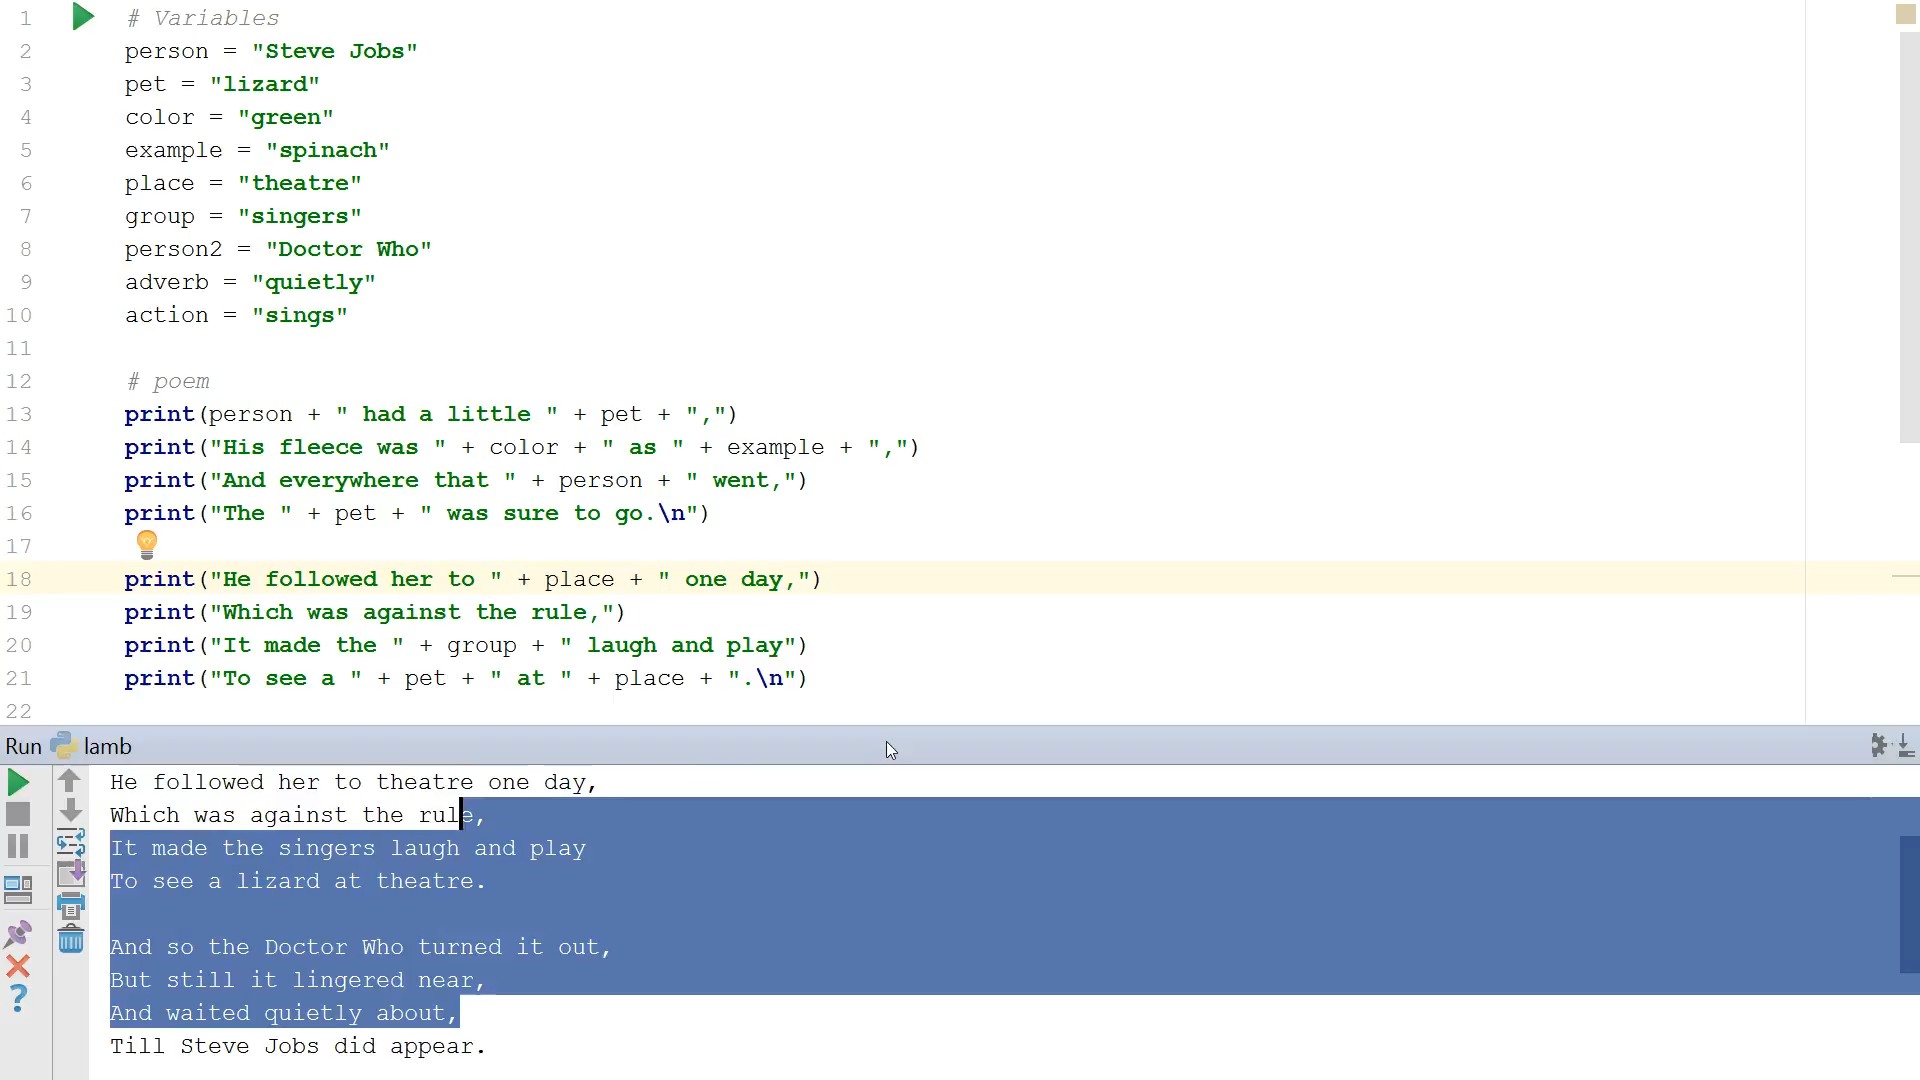 1 # Variables
2 person = "Steve Jobs"
3 pet = "lizard"
4 color = "green"
5 example = "spinach"
6 place = "theatre"
7 group = "singers"
8 person2 = "Doctor Who"
9 adverb = "quietly"
10 action = "sings"
11
12 # poem
13 print(person + " had a little " + pet + ",")
14 print("His fleece was " + color + " as " + example + ",")
15 print("And everywhere that " + person + " went,")
16 print("The " + pet + " was sure to go.\n")
17
18 print("He followed her to " + place + " one day,")
19 print("Which was against the rule,")
20 print("It made the " + group + " laugh and play")
21 print("To see a " + pet + " at " + place + ".\n")
22
Run lamb
He followed her to theatre one day,
Which was against the rule,
It made the singers laugh and play
To see a lizard at theatre.
And so the Doctor Who turned it out,
But still it lingered near,
And waited quietly about,
Till Steve Jobs did appear.